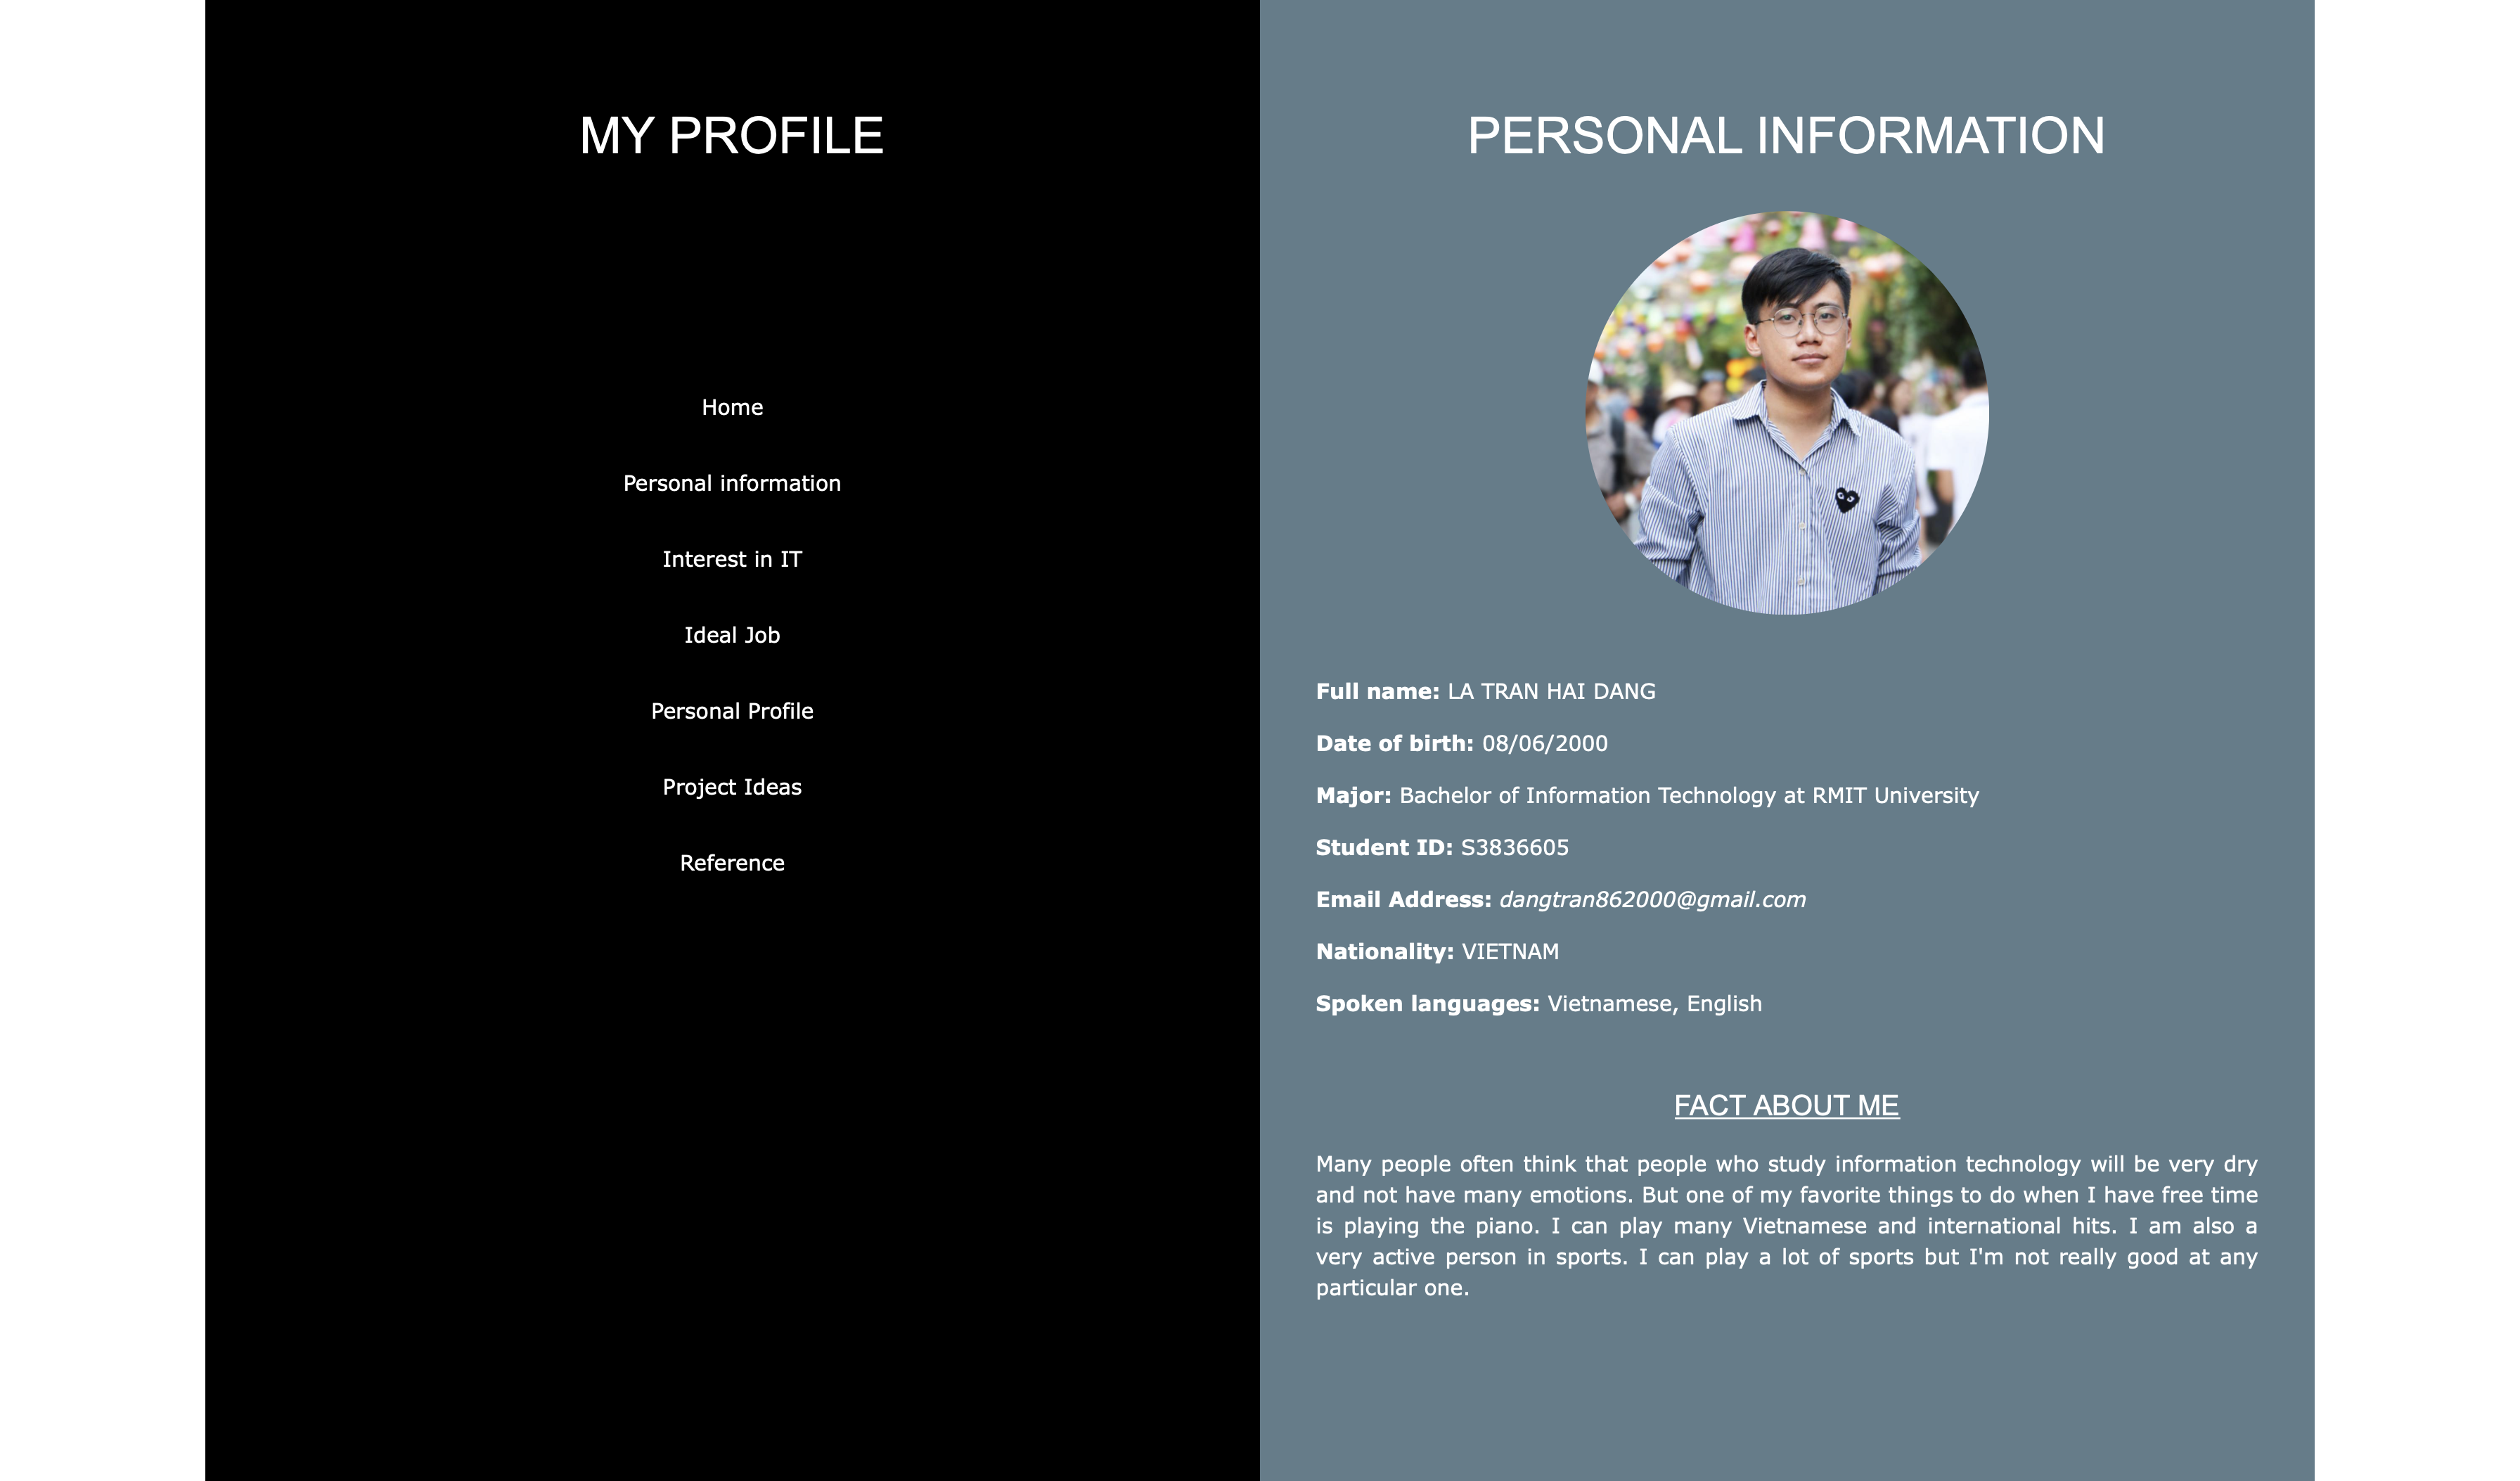 MY PROFILE
Home
Personal information
Interest in IT
Ideal Job
Personal Profile
Project Ideas
Reference
PERSONAL INFORMATION
Full name: LA TRAN HAI DANG
Date of birth: 08/06/2000
Major: Bachelor of Information Technology at RMIT University
Student ID: S3836605
Email Address: dangtran862000@gmail.com
Nationality: VIETNAM
Spoken languages: Vietnamese, English
FACT ABOUT ME
Many people often think that people who study information technology will be very dry
and not have many emotions. But one of my favorite things to do when I have free time
is playing the piano. I can play many Vietnamese and international hits. I am also a
very active person in sports. I can play a lot of sports but I'm not really good at any
particular one.